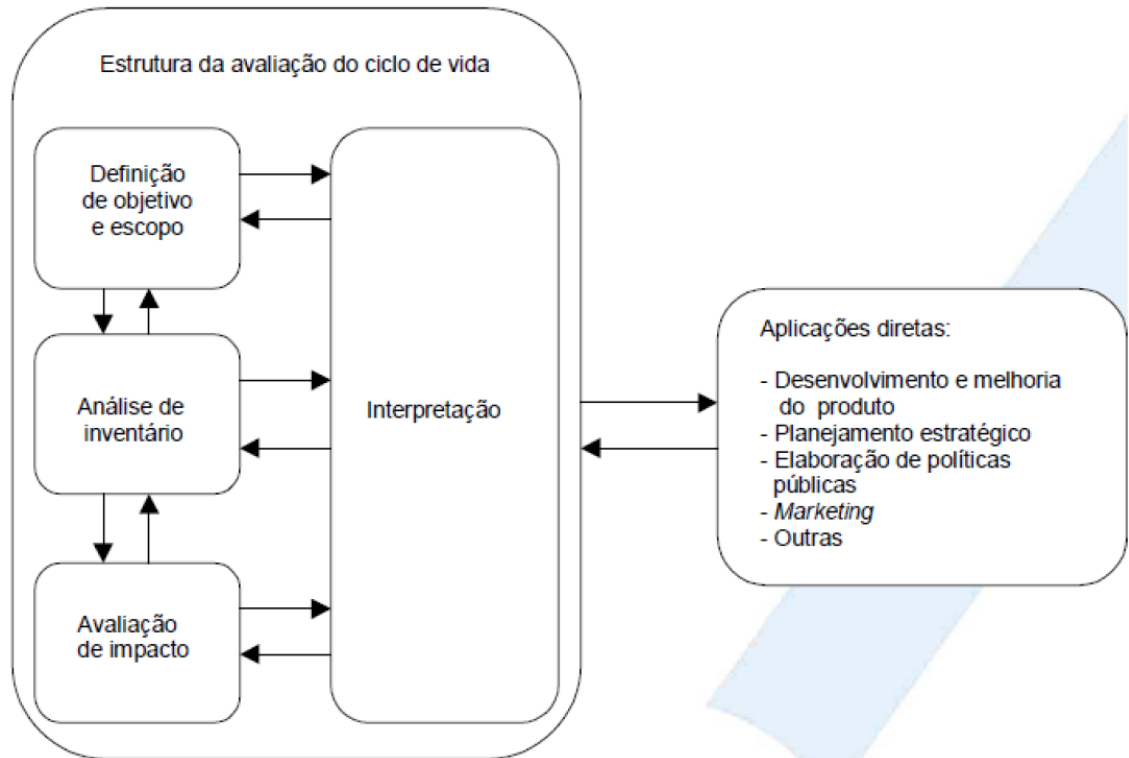 Estrutura da avaliação do ciclo de vida
Definição
de objetivo
e escopo
Análise de
inventário
Avaliação
de impacto
Interpretação
Aplicações diretas:
- Desenvolvimento e melhoria
do produto
- Planejamento estratégico
- Elaboração de políticas
públicas
- Marketing
- Outras